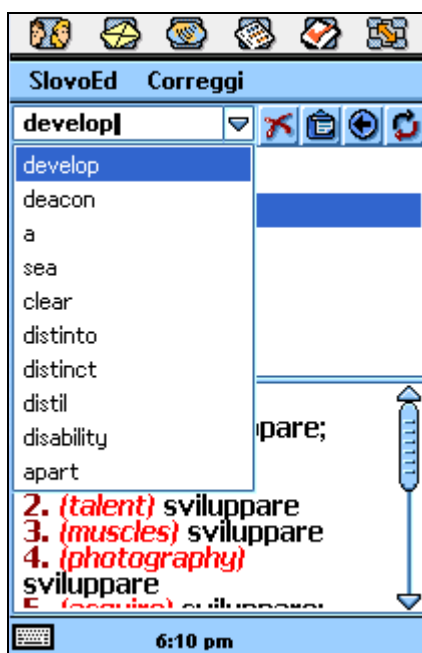 SlovoEd Correggi
develop
develop
deacon
a
sea
clear
distinto
distinct
distil
disability
apart
pare;
2. (talent) sviluppare
3. (muscles) sviluppare
4. (photography)
sviluppare
6:10 pm